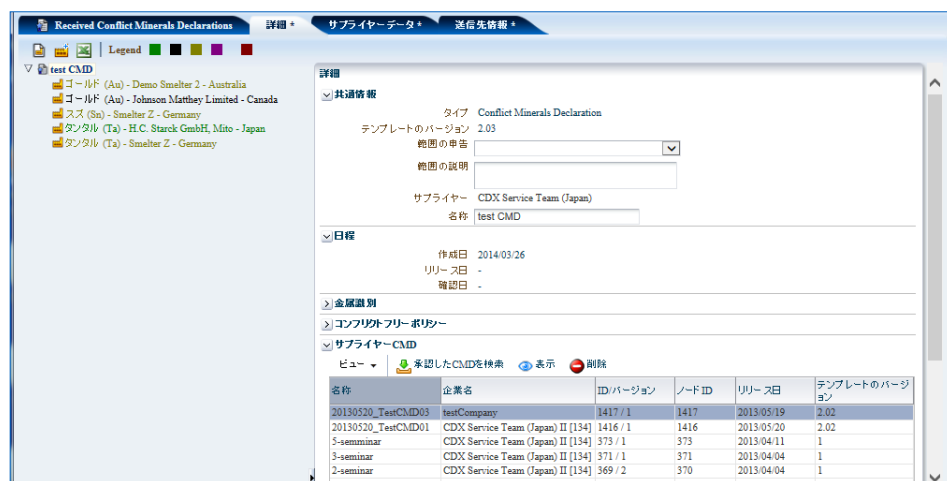 Received Conflict Minerals Declarations 詳細 * サプライヤーデータ * 送信先情報 *
Legend
test CMD
ゴールド (Au) - Demo Smelter 2 - Australia
ゴールド (Au) - Johnson Matthey Limited - Canada
スズ (Sn) - Smelter Z - Germany
タンタル (Ta) - H.C. Starck GmbH, Mito - Japan
タンタル (Ta) - Smelter Z - Germany
詳細
共通情報
タイプ Conflict Minerals Declaration
テンプレートのバージョン 2.03
範囲の申告
範囲の説明
サプライヤー CDX Service Team (Japan)
名称 test CMD
日程
作成日 2014/03/26
リリース日 -
確認日 -
金属識別
コンフリクトフリーポリシー
サプライヤーCMD
ビュー 承認したCMDを検索 表示 削除
名称 企業名 ID/バージョン ノード ID リリース日 テンプレートのバージョン
20130520_TestCMD03 testCompany 1417 / 1 1417 2013/05/19 2.02
20130520_TestCMD01 CDX Service Team (Japan) II [134] 1416 / 1 1416 2013/05/20 2.02
5-semminar CDX Service Team (Japan) II [134] 373 / 1 373 2013/04/11 1
3-seminar CDX Service Team (Japan) II [134] 371 / 1 371 2013/04/04 1
2-seminar CDX Service Team (Japan) II [134] 369 / 2 370 2013/04/04 1